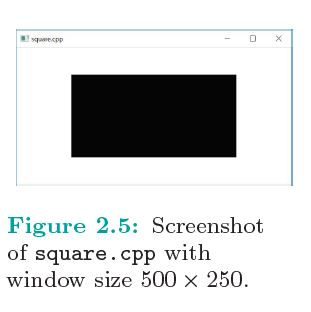 square.cpp
Figure 2.5: Screenshot
of square.cpp with
window size 500 × 250.